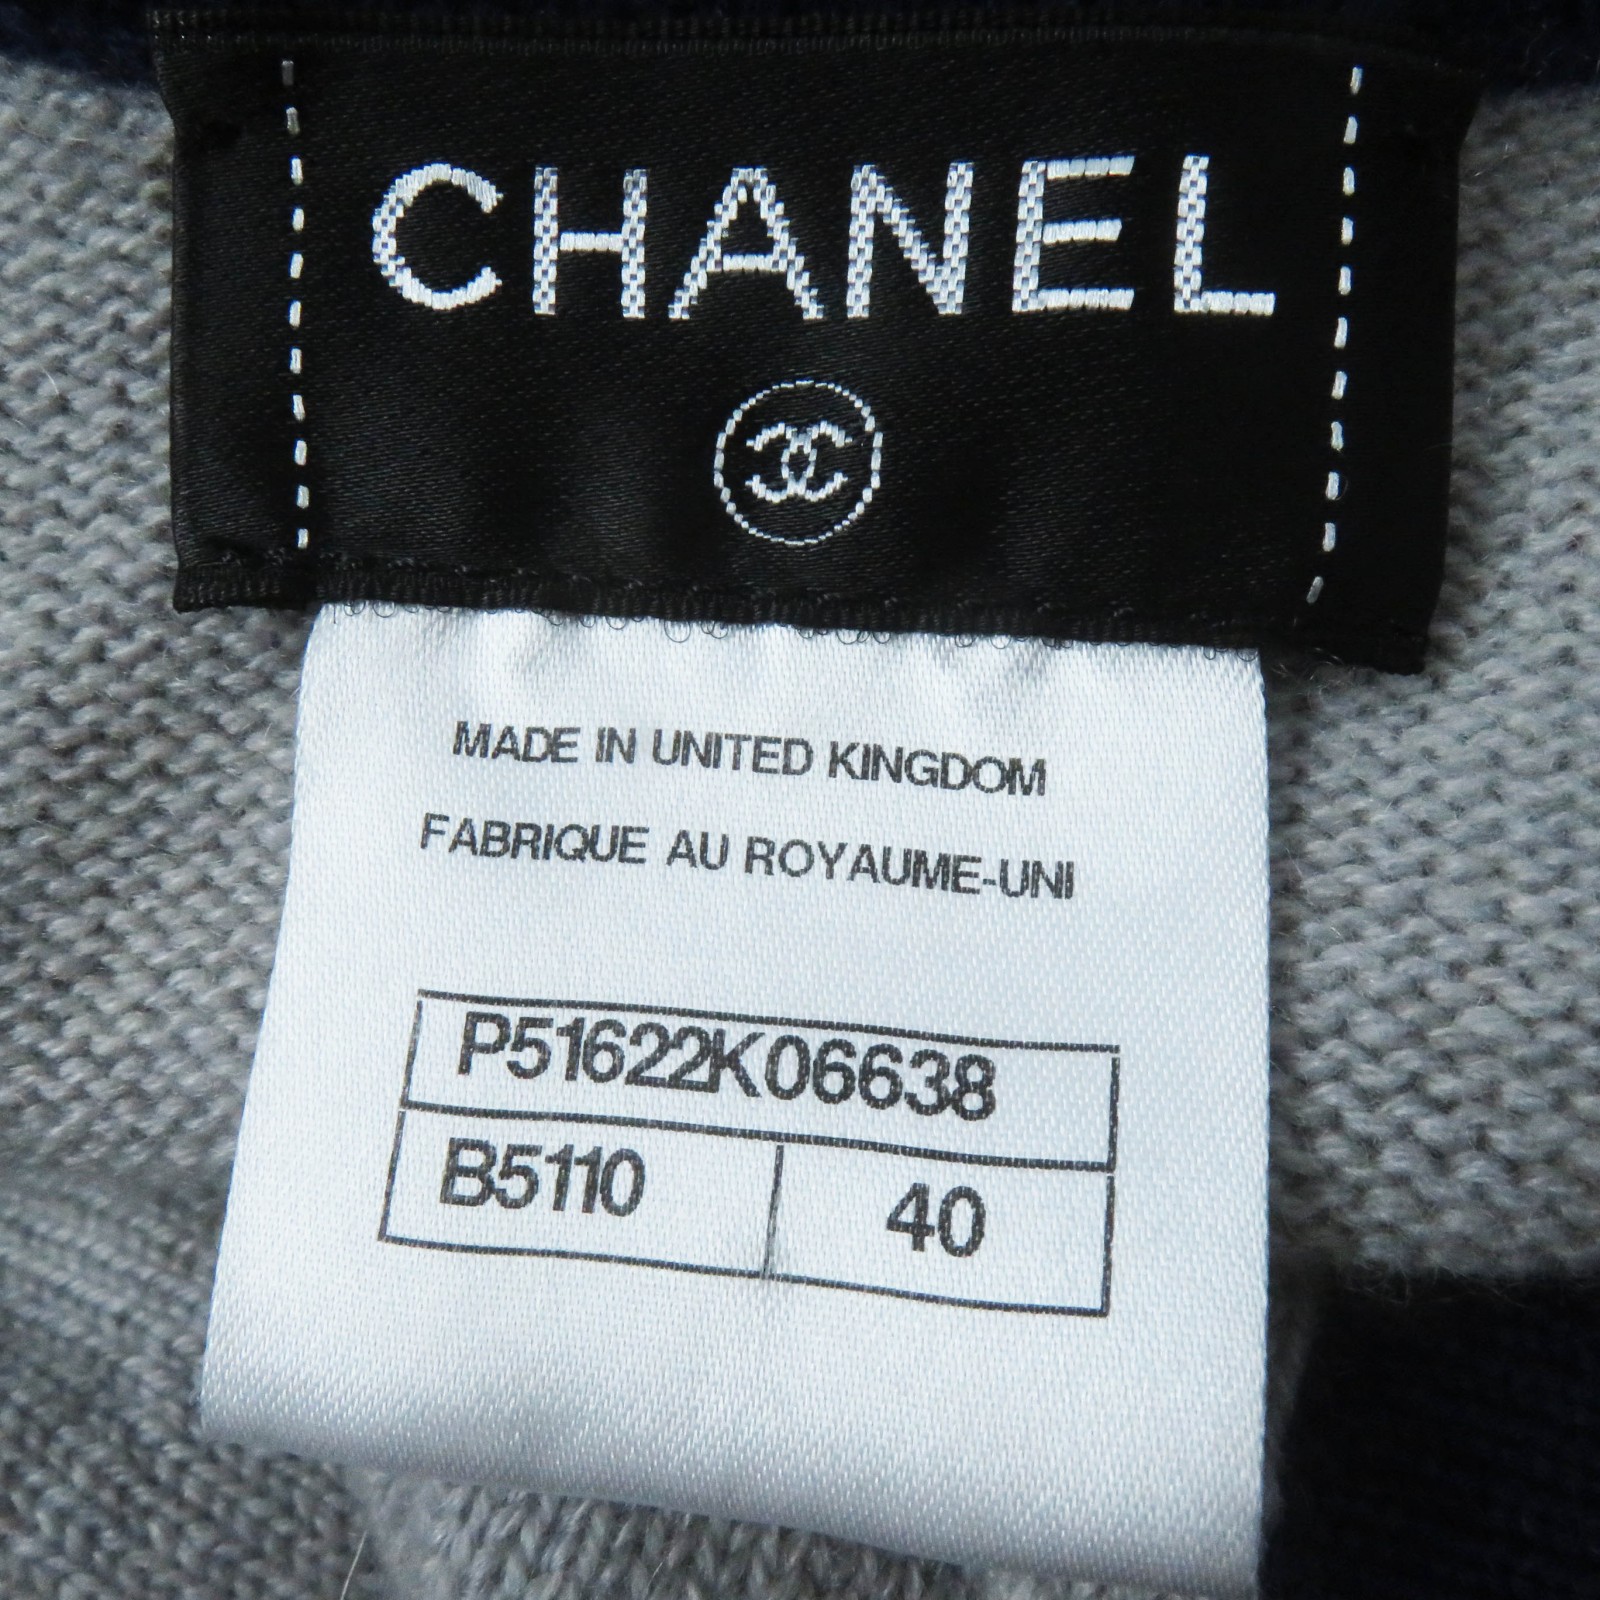 CHANEL
MADE IN UNITED KINGDOM
FABRIQUE AU ROYAUME-UNI
P51622K06638
B5110 40